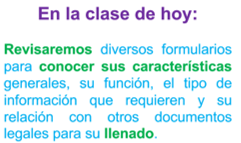 En la clase de hoy:
Revisaremos diversos formularios
para conocer sus características
generales, su función, el tipo de
información que requieren y su
relación con otros documentos
legales para su llenado.